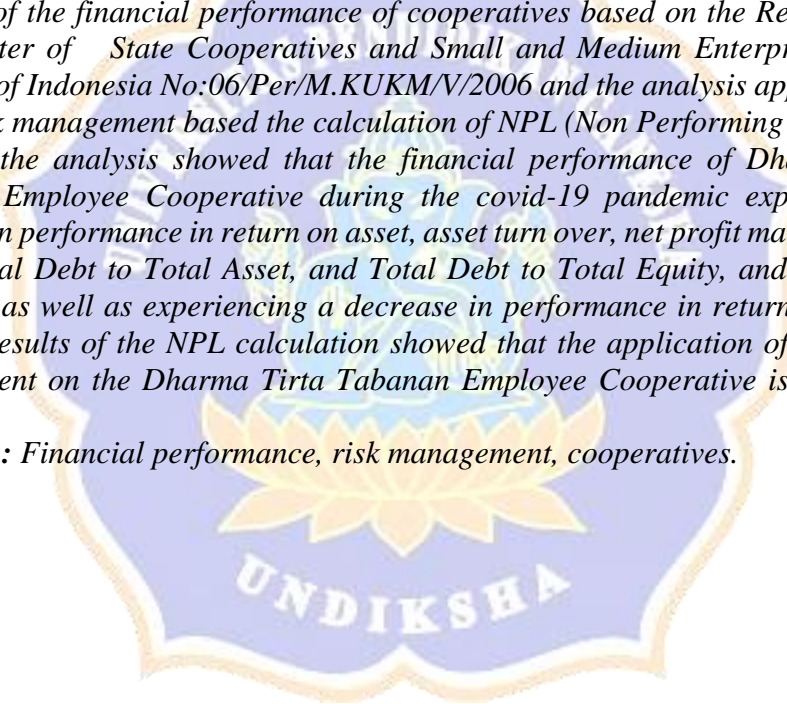 of the financial performance of cooperatives based on the Re
ter of State Cooperatives and Small and Medium Enterpr
of Indonesia No:06/Per/M.KUKM/V/2006 and the analysis ap
k management based the calculation of NPL (Non Performing
the analysis showed that the financial performance of Dh
Employee Cooperative during the covid-19 pandemic exp
n performance in return on asset, asset turn over, net profit ma
al Debt to Total Asset, and Total Debt to Total Equity, and
as well as experiencing a decrease in performance in return
esults of the NPL calculation showed that the application of
ent on the Dharma Tirta Tabanan Employee Cooperative is
: Financial performance, risk management, cooperatives.
UNDIKSHA